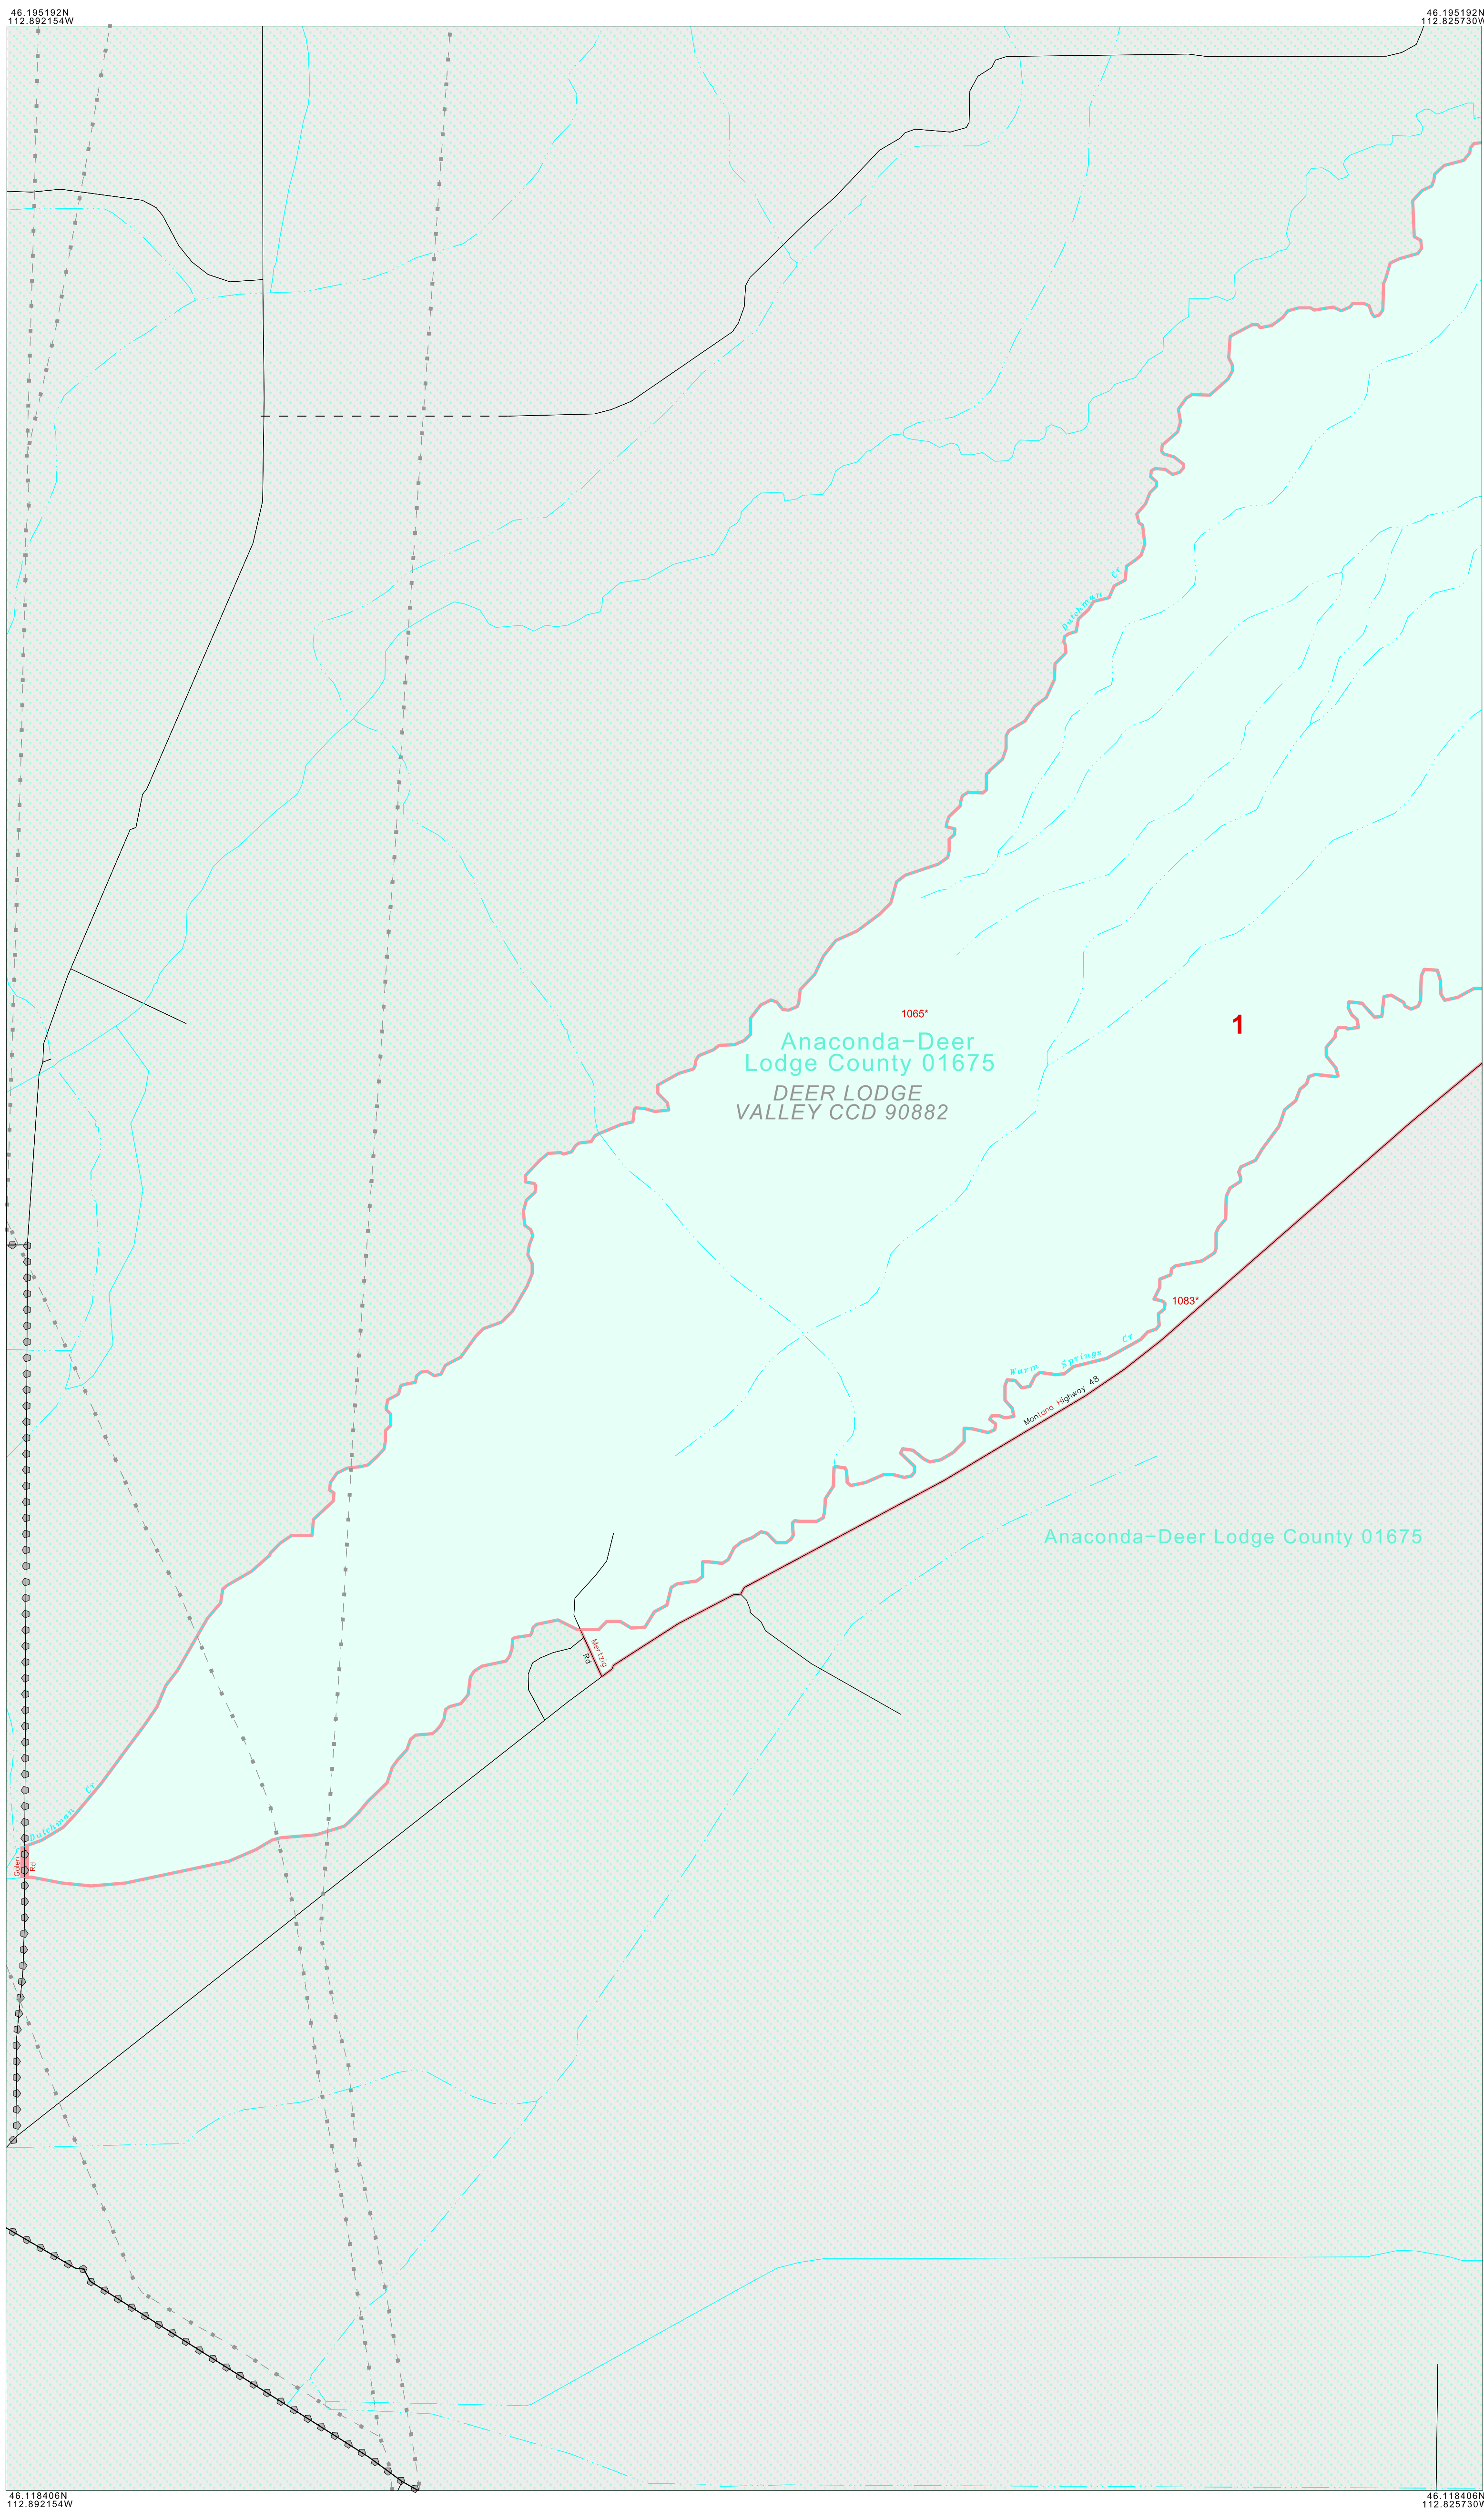 46.195192N
112.892154W
46.195192N
112.825730W
Dutchman Cr
1065*
1
Anaconda−Deer
Lodge County 01675
DEER LODGE
VALLEY CCD 90882
1083*
Warm Springs Cr
Montana Highway 48
Anaconda−Deer Lodge County 01675
Mertzig
Rd
Dutchman Cr
Galen
Rd
46.118406N
112.892154W
46.118406N
112.825730W